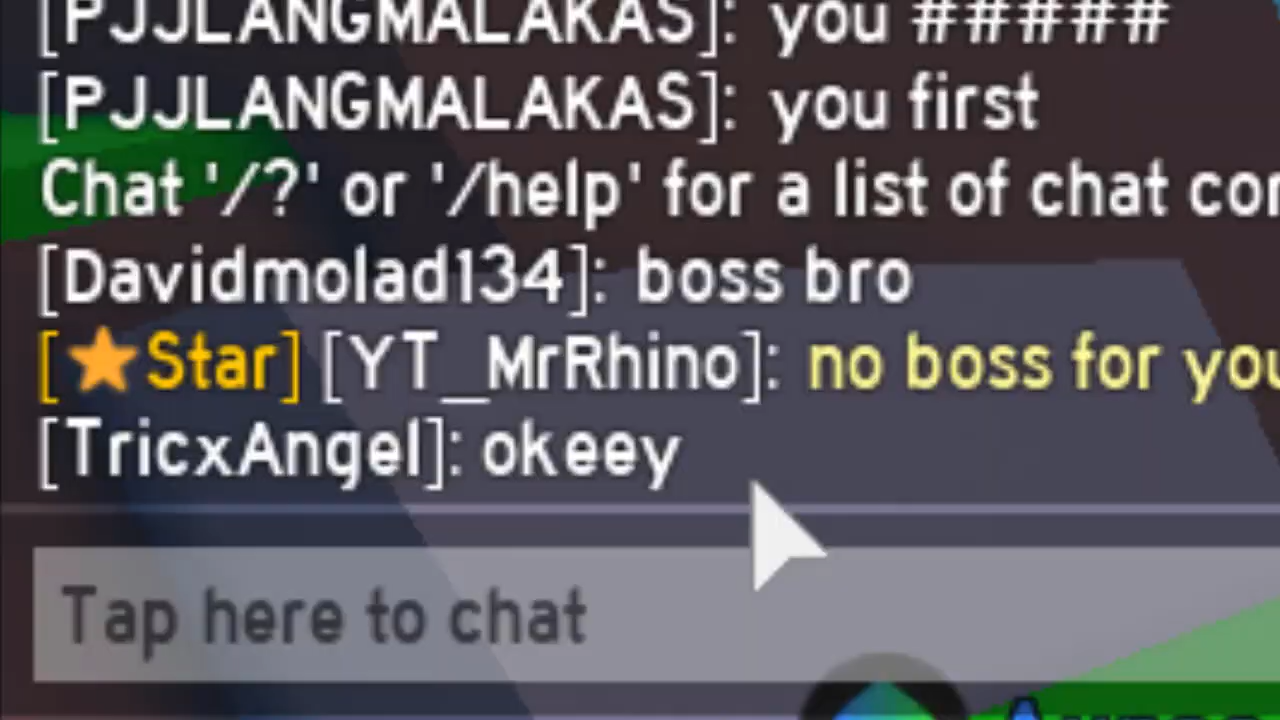 [PJJLANGMALAKAS]: you #####
[PJJLANGMALAKAS]: you first
Chat '/?' or '/help' for a list of chat
[Davidmolad134]: boss bro
[⭐Star] [YT_MrRhino]: no boss for you
[TricxAngel]: okeey
Tap here to chat